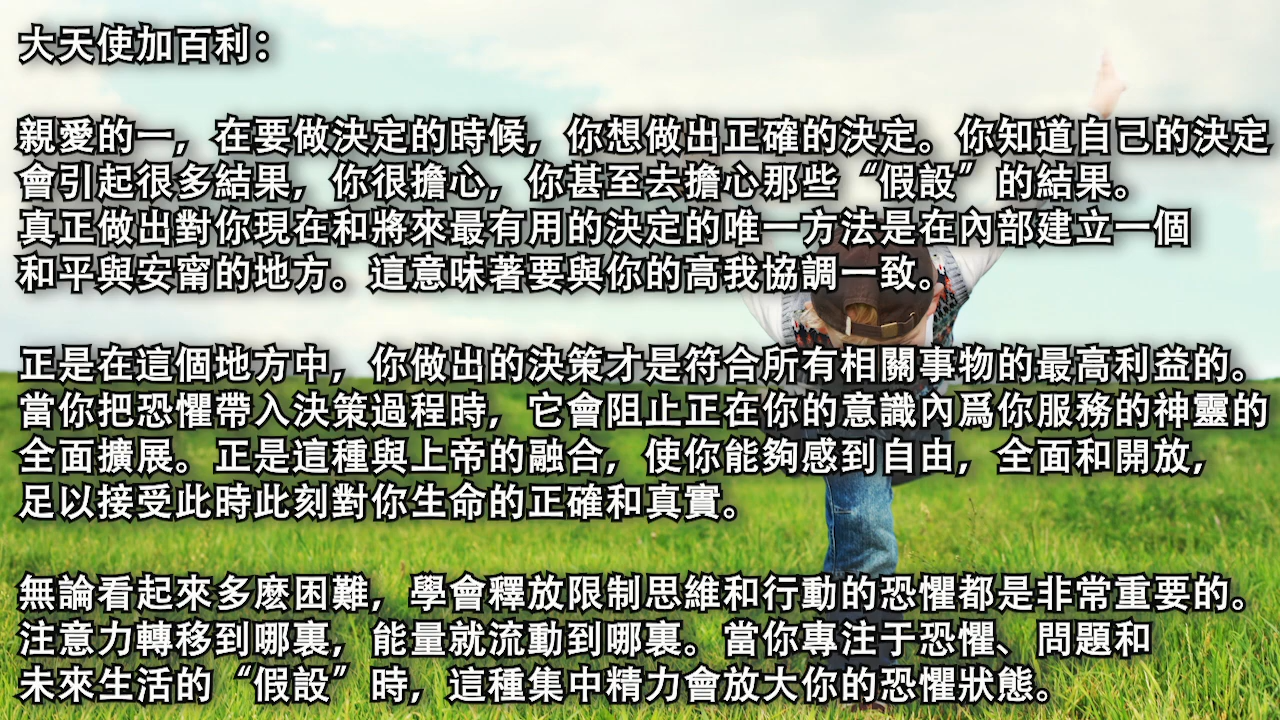 大天使加百利：
親愛的一，在要做決定的時候，你想做出正確的決定。你知道自己的決定
會引起很多結果，你很擔心，你甚至去擔心那些“假設”的結果。
真正做出對你現在和將來最有用的決定的唯一方法是在內部建立一個
和平與安甯的地方。這意味著要與你的高我協調一致。
正是在這個地方中，你做出的決策才是符合所有相關事物的最高利益的。
當你把恐懼帶入決策過程時，它會阻止正在你的意識內爲你服務的神靈的
全面擴展。正是這種與上帝的融合，使你能夠感到自由，全面和開放，
足以接受此時此刻對你生命的正確和真實。
無論看起來多麽困難，學會釋放限制思維和行動的恐懼都是非常重要的。
注意力轉移到哪裏，能量就流動到哪裏。當你專注于恐懼、問題和
未來生活的“假設”時，這種集中精力會放大你的恐懼狀態。